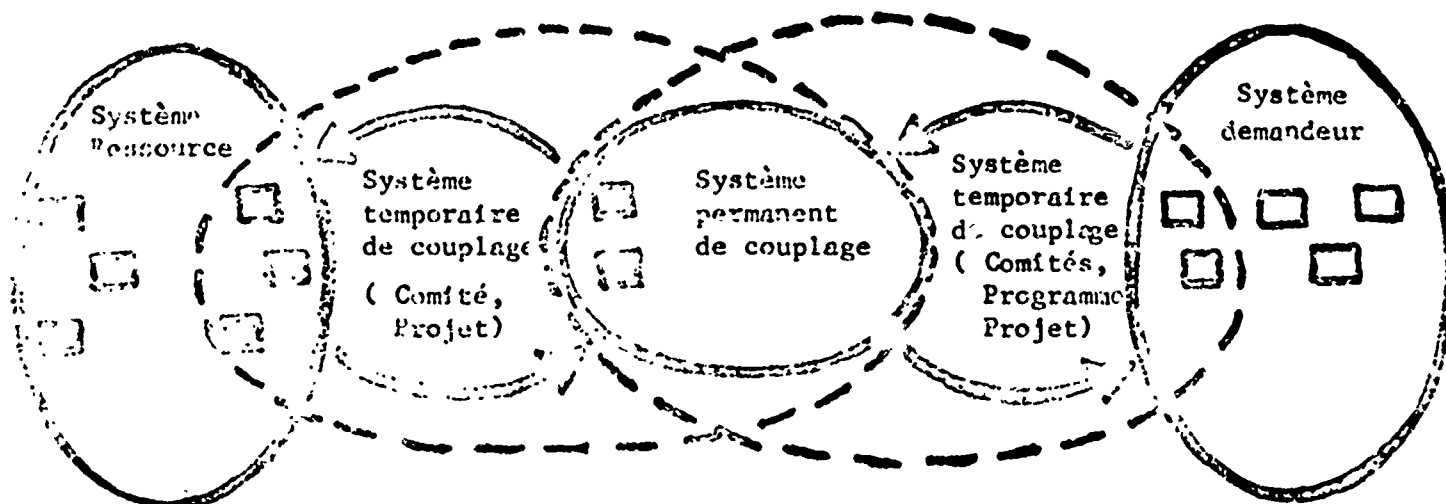 Système
Ressource
Système
temporaire
de couplage
( Comité,
Projet)
Système
permanent
de couplage
Système
temporaire
de couplage
( Comités,
Programme
Projet)
Système
demandeur